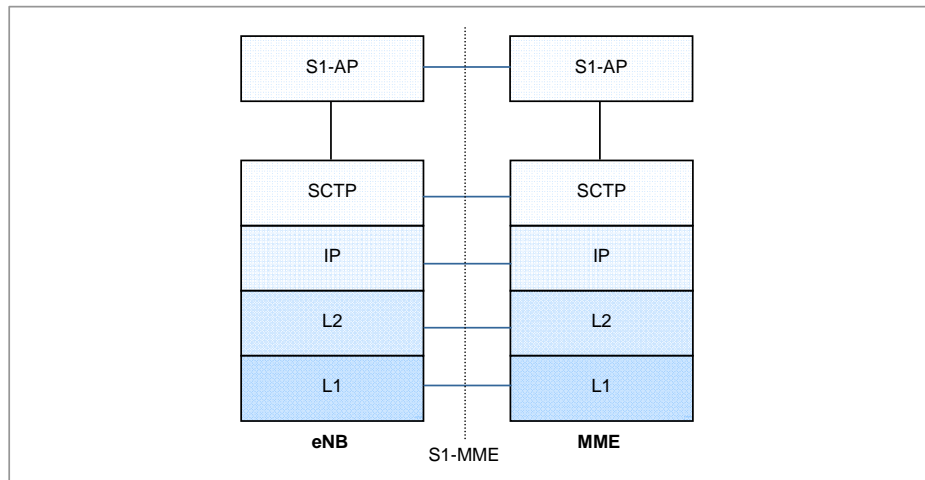 S1-AP
S1-AP
SCTP
SCTP
IP
IP
L2
L2
L1
L1
eNB
MME
S1-MME